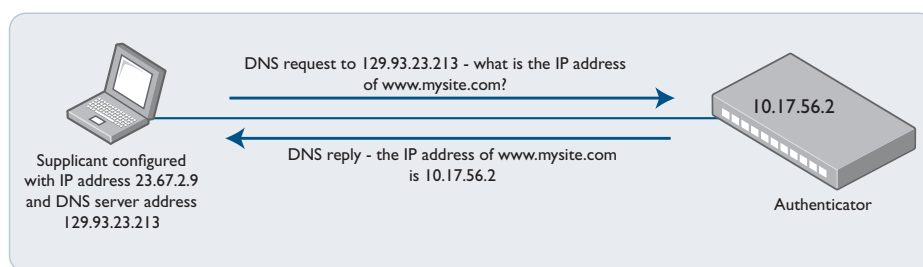 DNS request to 129.93.23.213 - what is the IP address
of www.mysite.com?
10.17.56.2
DNS reply - the IP address of www.mysite.com
is 10.17.56.2
Supplicant configured
with IP address 23.67.2.9
and DNS server address
129.93.23.213
Authenticator